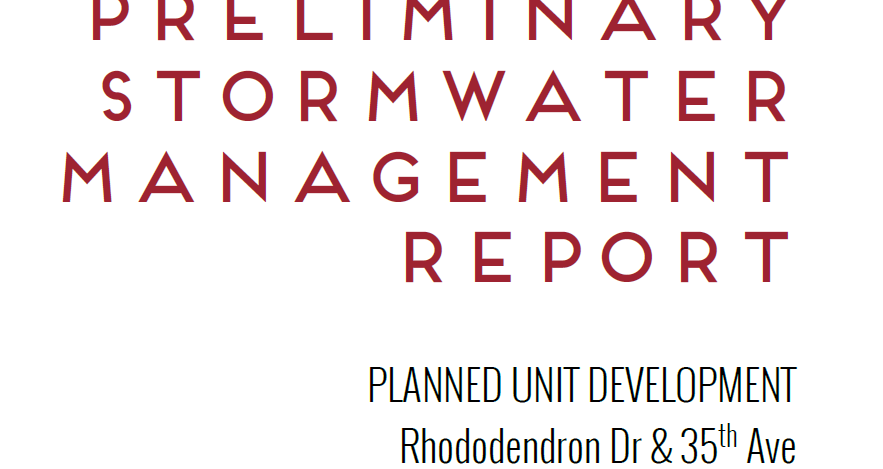 PRELIMINARY
STORMWATER
MANAGEMENT
REPORT
PLANNED UNIT DEVELOPMENT
Rhododendron Dr & 35th Ave